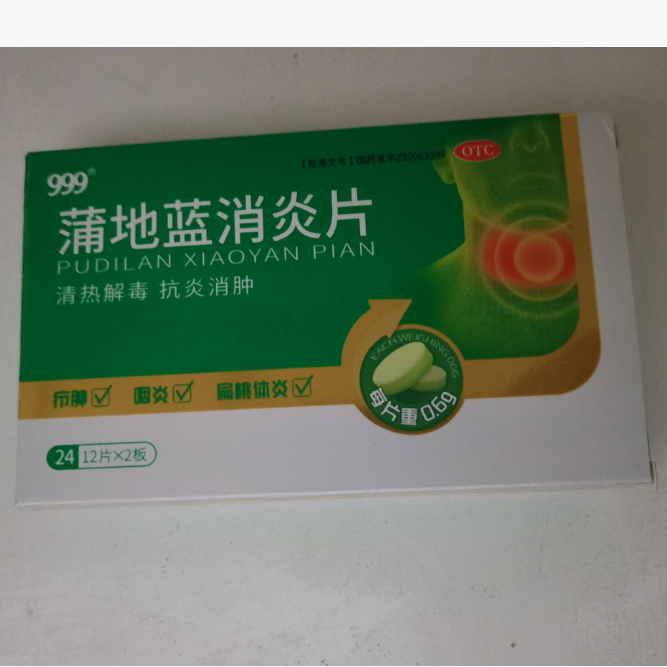 【批准文号】国药准字Z20063596
OTC
999®
蒲地蓝消炎片
PUDILAN XIAOYAN PIAN
清热解毒 抗炎消肿
EACH WEIGHING 0.6G
每片重 0.6g
疖肿 咽炎 扁桃体炎
24 12片×2板